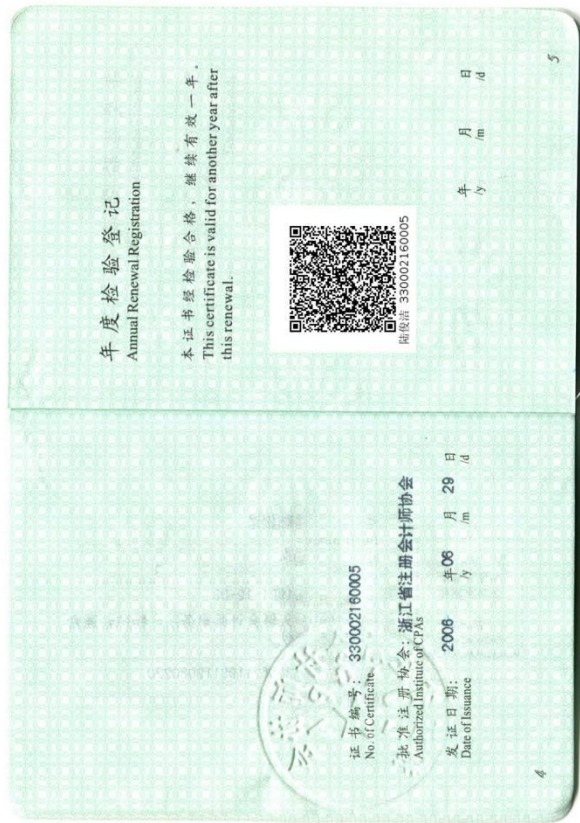 证书编号：330002160005
No. of Certificate
批准注册协会：浙江省注册会计师协会
Authorized Institute of CPAs
发证日期：2006 年06 月 29 日
Date of Issuance /y /m /d
4
年度检验登记
Annual Renewal Registration
本证书经检验合格，继续有效一年。
This certificate is valid for another year after
this renewal.
陆俊洁 330002160005
年 月 日
/y /m /d
5